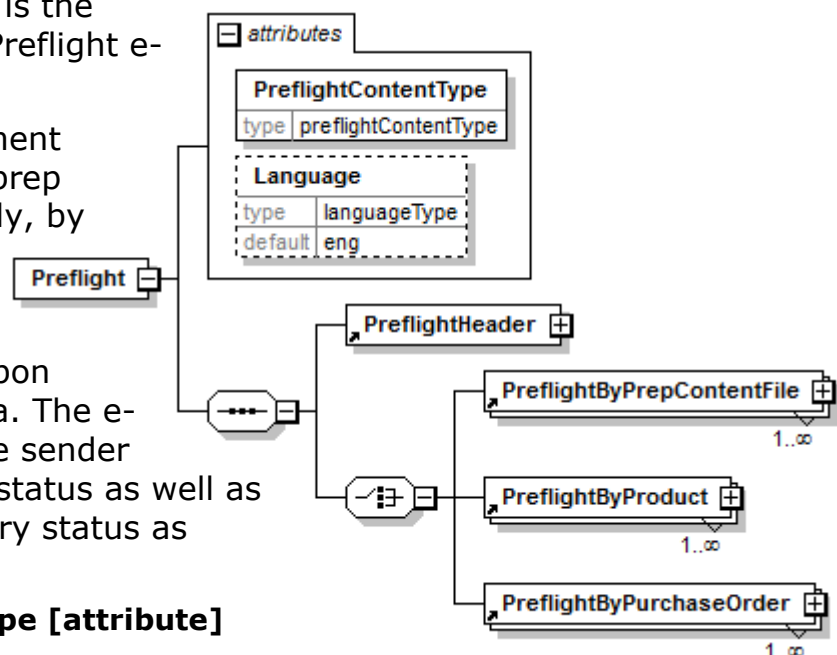 is the
Preflight e-
ment
prep
ly, by
pon
a. The e-
e sender
status as well as
ry status as
pe [attribute]
attributes
PreflightContentType
type preflightContentType
Language
type languageType
default eng
Preflight
PreflightHeader
PreflightByPrepContentFile
1..∞
PreflightByProduct
1..∞
PreflightByPurchaseOrder
1..∞